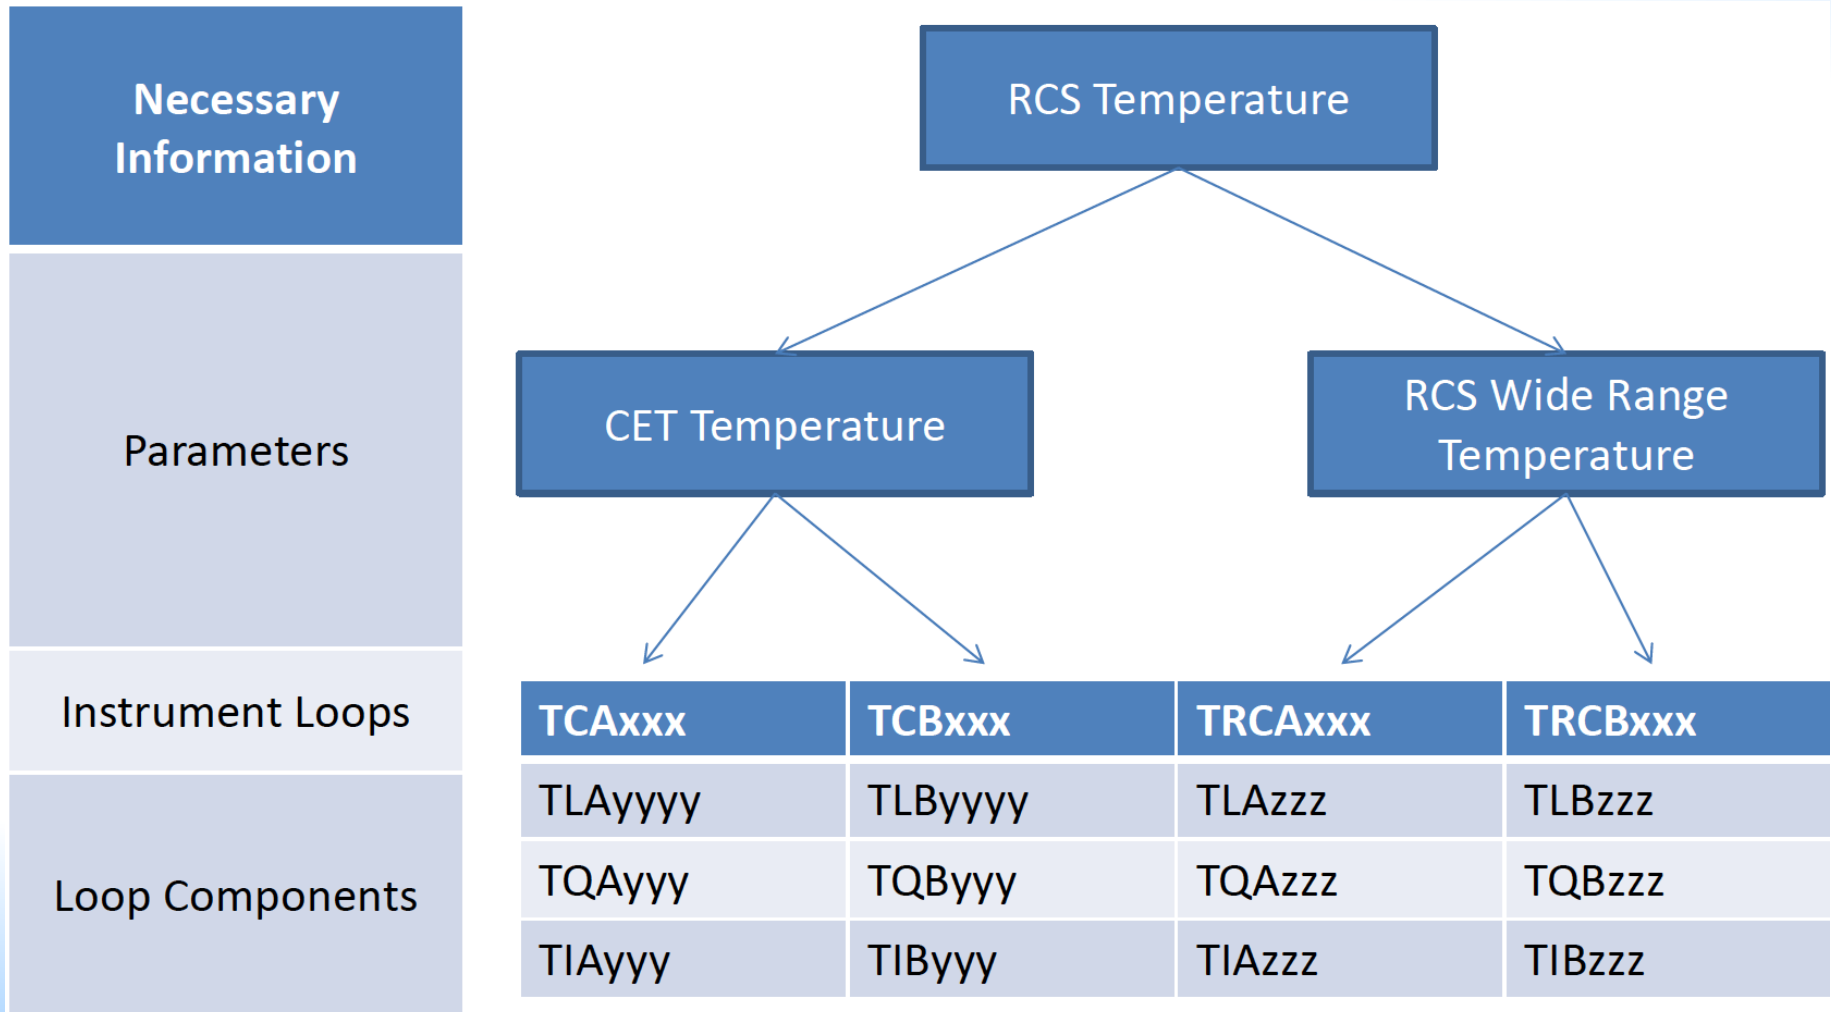 Necessary
Information
RCS Temperature
Parameters
CET Temperature
RCS Wide Range
Temperature
Instrument Loops
TCAxxx
TCBxxx
TRCAxxx
TRCBxxx
Loop Components
TLAyyyy
TLByyyy
TLAzzz
TLBzzz
TQAyyy
TQByyy
TQAzzz
TQBzzz
TIAyyy
TIByyy
TIAzzz
TIBzzz